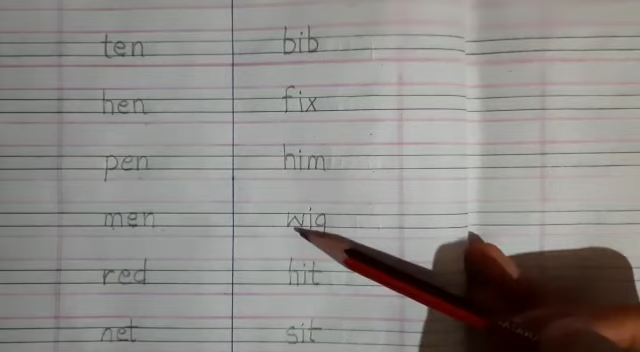 ten bib
hen fix
pen him
men wig
red hit
net sit